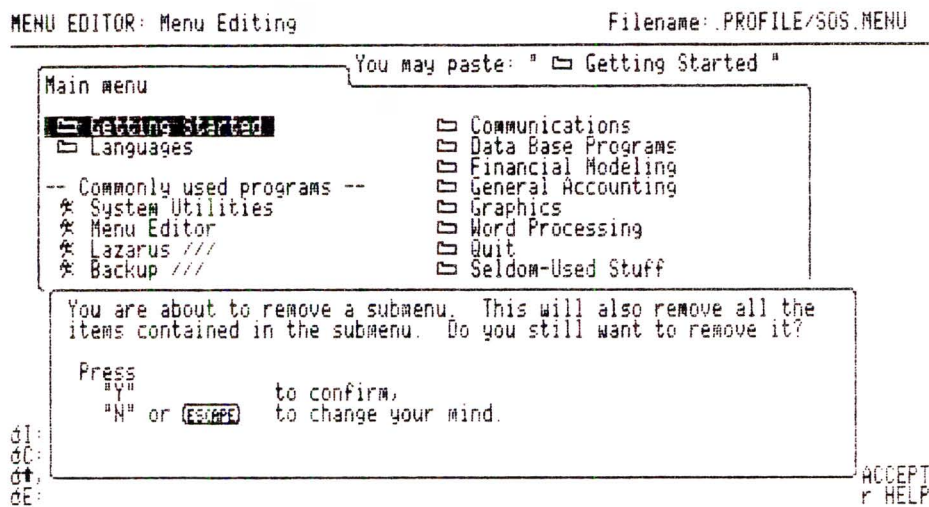 MENU EDITOR: Menu Editing Filename: .PROFILE/SOS.MENU
You may paste: " Getting Started "
Main menu
Getting Started
Languages
-- Commonly used programs --
System Utilities
Menu Editor
Lazarus ///
Backup ///
Communications
Data Base Programs
Financial Modeling
General Accounting
Graphics
Word Processing
Quit
Seldom-Used Stuff
You are about to remove a submenu. This will also remove all the
items contained in the submenu. Do you still want to remove it?
Press
"Y" to confirm,
"N" or ESCAPE to change your mind.
I:
C:
,
E:
ACCEPT
r HELP